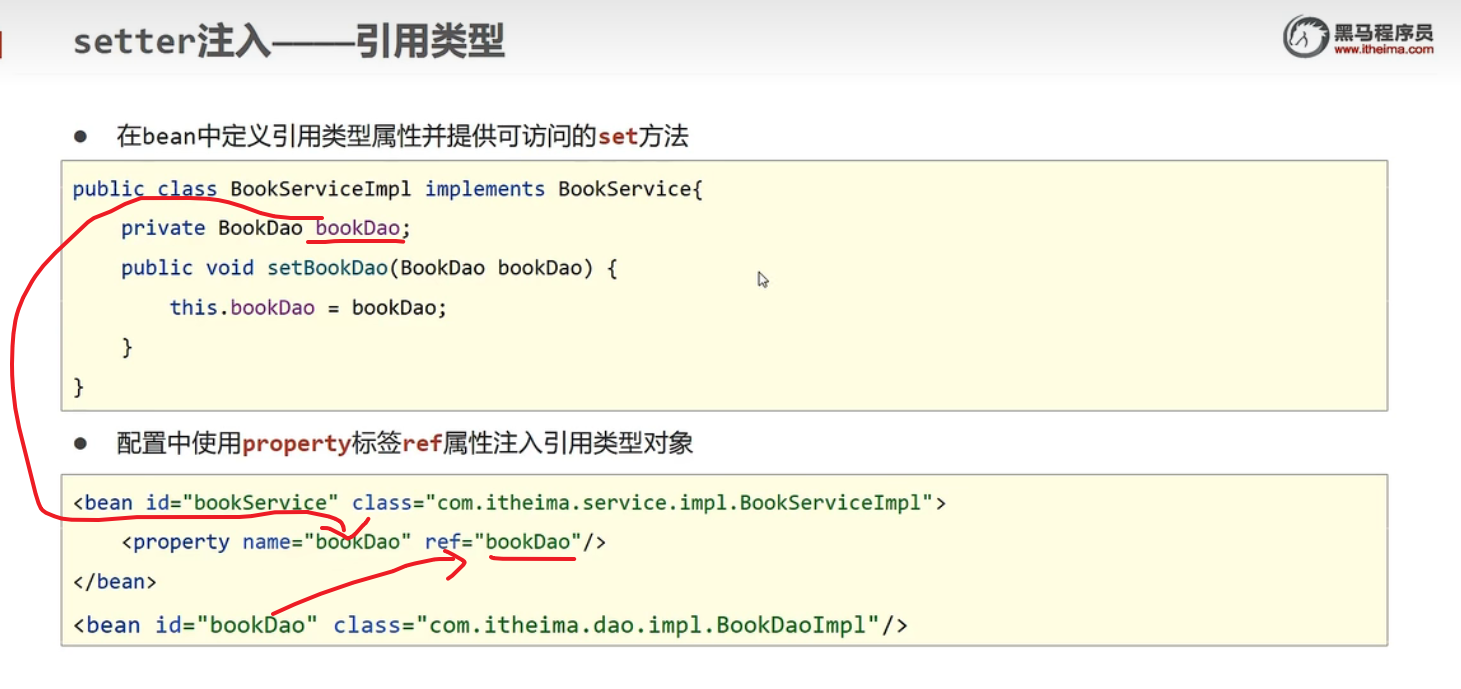 setter注入————引用类型
黑马程序员
www.itheima.com
● 在bean中定义引用类型属性并提供可访问的set方法
public class BookServiceImpl implements BookService{
    private BookDao bookDao;
    public void setBookDao(BookDao bookDao) {
        this.bookDao = bookDao;
    }
}
● 配置中使用property标签ref属性注入引用类型对象
<bean id="bookService" class="com.itheima.service.impl.BookServiceImpl">
    <property name="bookDao" ref="bookDao"/>
</bean>
<bean id="bookDao" class="com.itheima.dao.impl.BookDaoImpl"/>